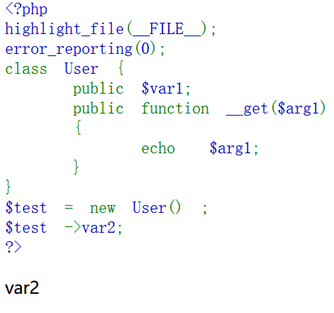 <?php
highlight_file(__FILE__);
error_reporting(0);
class User {
public $var1;
public function __get($arg1)
{
echo $arg1;
}
}
$test = new User() ;
$test ->var2;
?>
var2